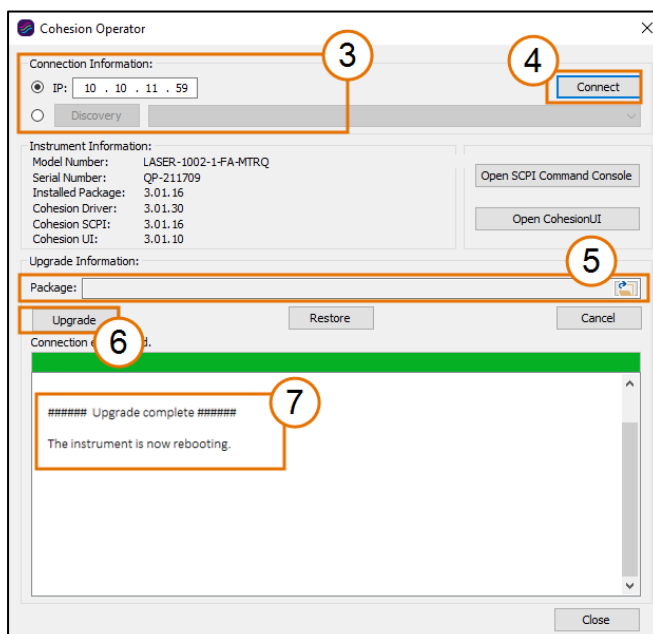 Cohesion Operator
3
4
Connection Information:
IP: 10 . 10 . 11 . 59
Connect
Discovery
Instrument Information:
Model Number: LASER-1002-1-FA-MTRQ
Serial Number: QP-211709
Installed Package: 3.01.16
Cohesion Driver: 3.01.30
Cohesion SCPI: 3.01.16
Cohesion UI: 3.01.10
Open SCPI Command Console
Open CohesionUI
Upgrade Information:
5
Package:
Upgrade
Restore
Cancel
6
Connection
7
###### Upgrade complete ######
The instrument is now rebooting.
Close